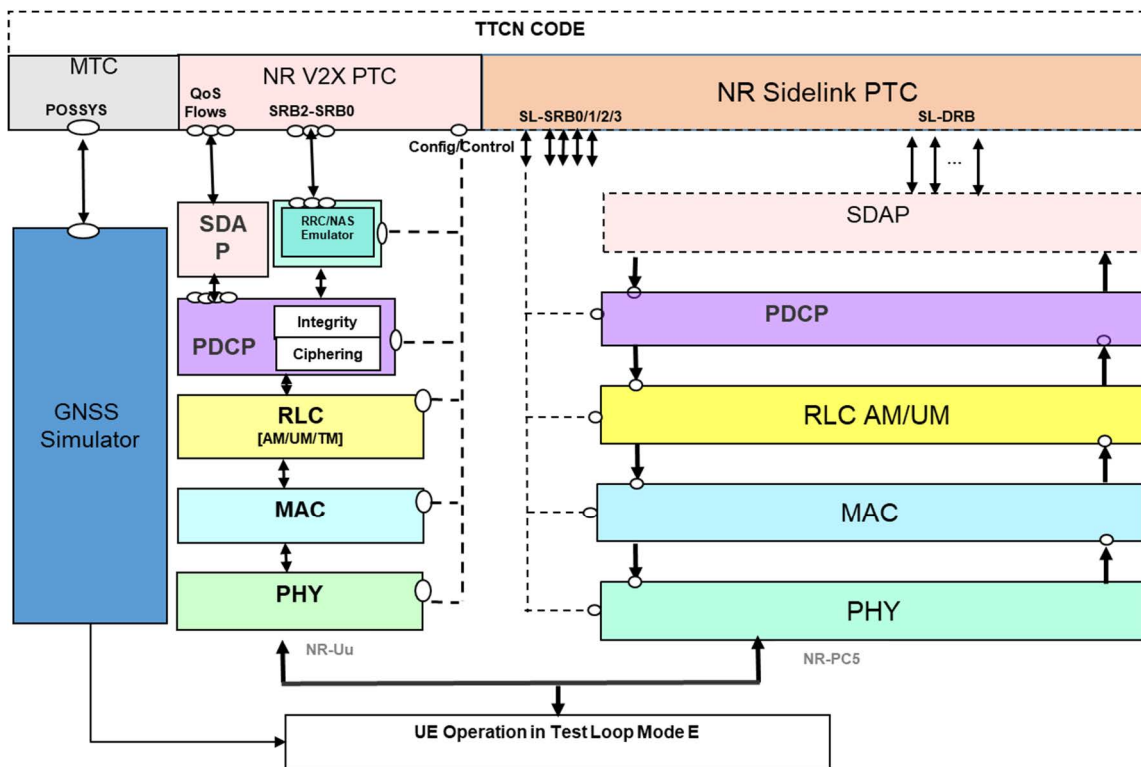 TTCN CODE
MTC
POSSYS
NR V2X PTC
QoS
Flows
SRB2-SRB0
Config/Control
NR Sidelink PTC
SL-SRB0/1/2/3
SL-DRB
...
GNSS
Simulator
SDA
P
RRC/NAS
Emulator
PDCP
Integrity
Ciphering
RLC
[AM/UM/TM]
MAC
PHY
NR-Uu
SDAP
PDCP
RLC AM/UM
MAC
PHY
NR-PC5
UE Operation in Test Loop Mode E